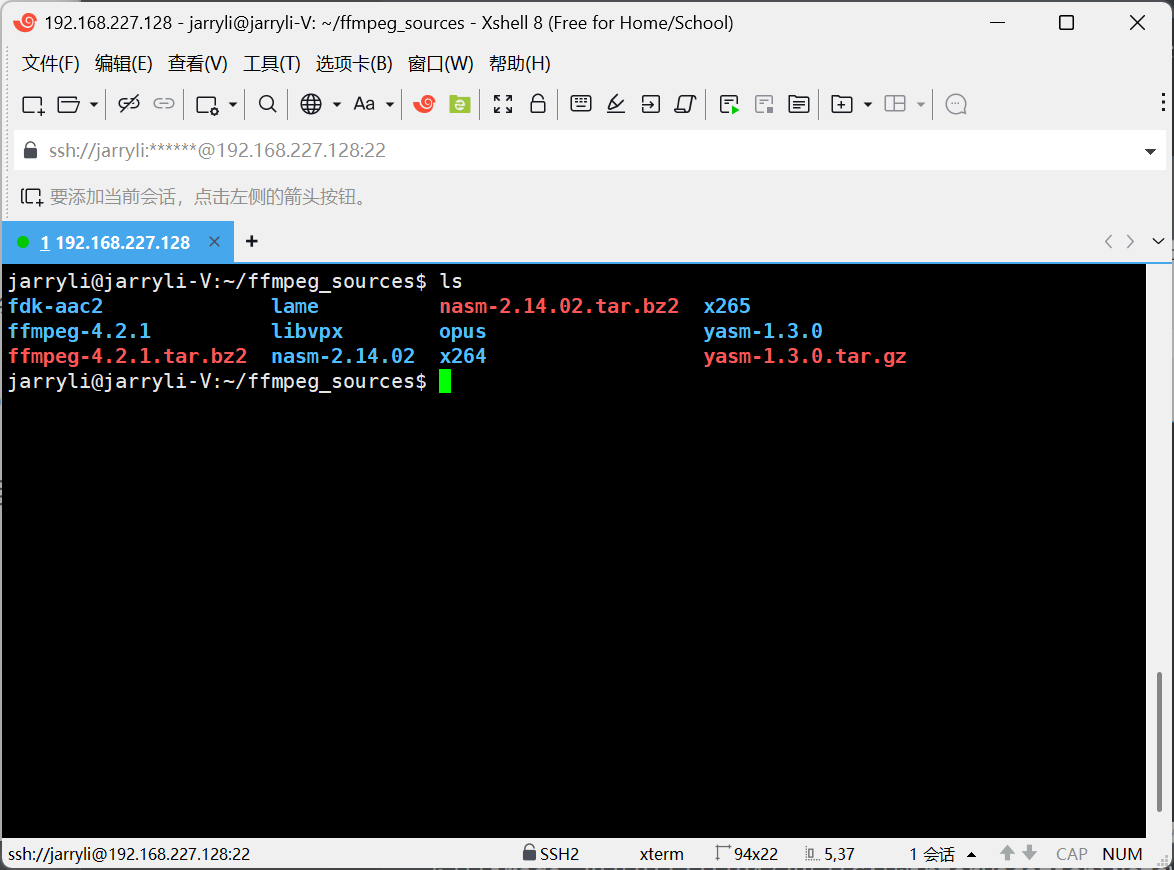 192.168.227.128 - jarryli@jarryli-V: ~/ffmpeg_sources - Xshell 8 (Free for Home/School)
文件(F) 编辑(E) 查看(V) 工具(T) 选项卡(B) 窗口(W) 帮助(H)
Aa
ssh://jarryli:******@192.168.227.128:22
要添加当前会话，点击左侧的箭头按钮。
1 192.168.227.128
jarryli@jarryli-V:~/ffmpeg_sources$ ls
fdk-aac2 lame nasm-2.14.02.tar.bz2 x265
ffmpeg-4.2.1 libvpx opus yasm-1.3.0
ffmpeg-4.2.1.tar.bz2 nasm-2.14.02 x264 yasm-1.3.0.tar.gz
jarryli@jarryli-V:~/ffmpeg_sources$
ssh://jarryli@192.168.227.128:22 SSH2 xterm 94x22 5,37 1 会话 CAP NUM